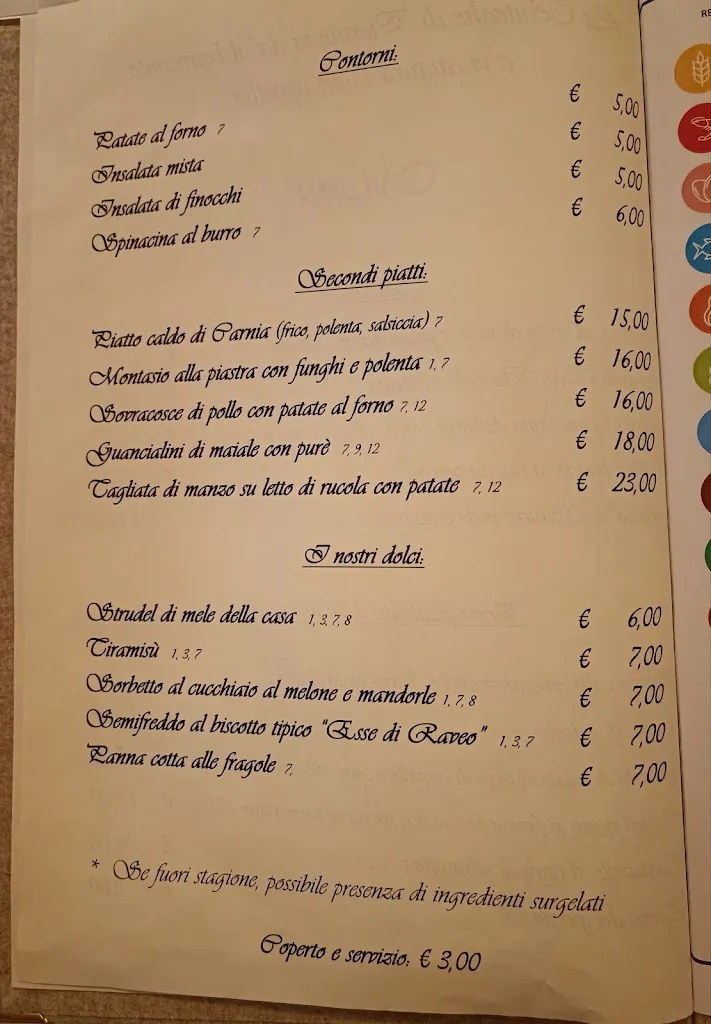 Contorni:
Patate al forno 7 € 5,00
Insalata mista € 5,00
Insalata di finocchi € 5,00
Spinacina al burro 7 € 6,00
Secondi piatti:
Piatto caldo di Carnia (frico, polenta, salsiccia) 7 € 15,00
Montasio alla piastra con funghi e polenta 1, 7 € 16,00
Sovracosce di pollo con patate al forno 7, 12 € 16,00
Guancialini di maiale con purè 7, 9, 12 € 18,00
Tagliata di manzo su letto di rucola con patate 7, 12 € 23,00
I nostri dolci:
Strudel di mele della casa 1, 3, 7, 8 € 6,00
Tiramisù 1, 3, 7 € 7,00
Sorbetto al cucchiaio al melone e mandorle 1, 7, 8 € 7,00
Semifreddo al biscotto tipico "Esse di Raveo" 1, 3, 7 € 7,00
Panna cotta alle fragole 7, € 7,00
* Se fuori stagione, possibile presenza di ingredienti surgelati
Coperto e servizio: € 3,00
RE